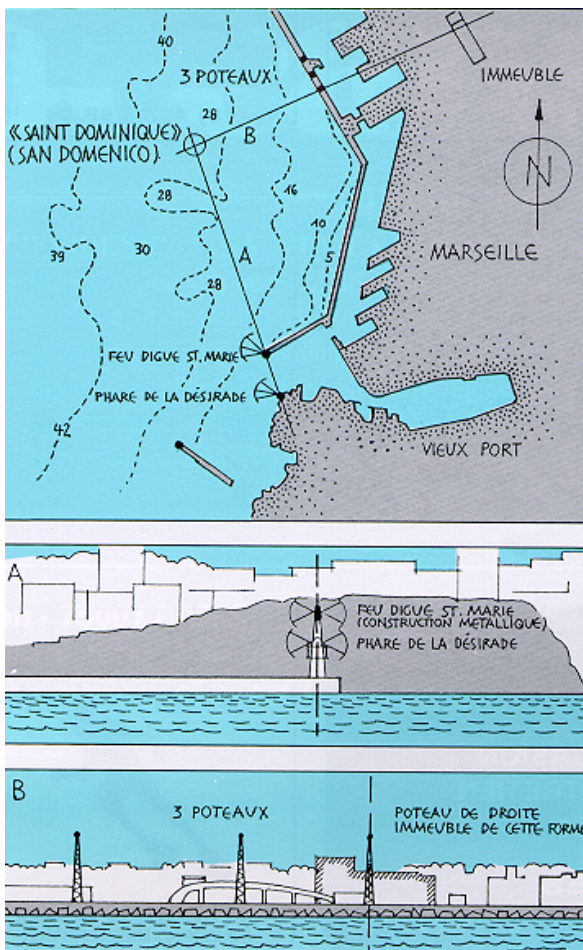 40
3 POTEAUX
IMMEUBLE
28
«SAINT DOMINIQUE»
(SAN DOMENICO)
B
N
28
16
10
39
30
A
5
MARSEILLE
28
FEU DIGUE ST. MARIE
PHARE DE LA DÉSIRADE
42
VIEUX PORT
A
FEU DIGUE ST. MARIE
(CONSTRUCTION METALLIQUE)
PHARE DE LA DÉSIRADE
B
3 POTEAUX
POTEAU DE DROITE
IMMEUBLE DE CETTE FORME